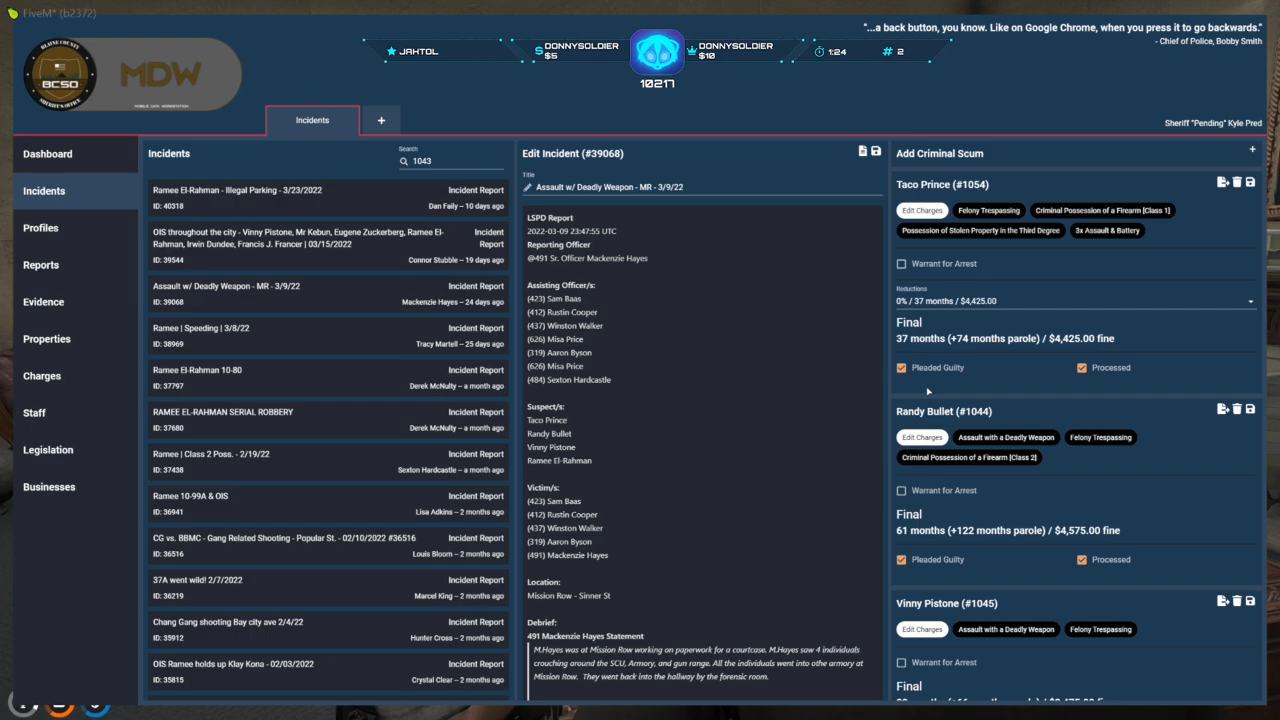 FiveM* (b2372)
"...a back button, you know. Like on Google Chrome, when you press it to go backwards."
- Chief of Police, Bobby Smith
JAHTOL
DONNYSOLDIER
$5
DONNYSOLDIER
$10
1:24
# 2
10217
BLAINE COUNTY
BCSO
SHERIFF'S OFFICE
MDW
MOBILE DATA WORKSTATION
Incidents
+
Sheriff "Pending" Kyle Pred
Dashboard
Incidents
Profiles
Reports
Evidence
Properties
Charges
Staff
Legislation
Businesses
Incidents
Search
1043
Ramee El-Rahman - Illegal Parking - 3/23/2022
Incident Report
ID: 40318
Dan Faily – 10 days ago
OIS throughout the city - Vinny Pistone, Mr Kebun, Eugene Zuckerberg, Ramee El-
Rahman, Irwin Dundee, Francis J. Francer | 03/15/2022
Incident
Report
ID: 39544
Connor Stubble – 19 days ago
Assault w/ Deadly Weapon - MR - 3/9/22
Incident Report
ID: 39068
Mackenzie Hayes – 24 days ago
Ramee | Speeding | 3/8/22
Incident Report
ID: 38969
Tracy Martell – 25 days ago
Ramee El-Rahman 10-80
Incident Report
ID: 37797
Derek McNulty – a month ago
RAMEE EL-RAHMAN SERIAL ROBBERY
Incident Report
ID: 37680
Derek McNulty – a month ago
Ramee | Class 2 Poss. - 2/19/22
Incident Report
ID: 37438
Sexton Hardcastle – a month ago
Ramee 10-99A & OIS
Incident Report
ID: 36941
Lisa Adkins – 2 months ago
CG vs. BBMC - Gang Related Shooting - Popular St. - 02/10/2022 #36516
Incident Report
ID: 36516
Louis Bloom – 2 months ago
37A went wild! 2/7/2022
Incident Report
ID: 36219
Marcel King – 2 months ago
Chang Gang shooting Bay city ave 2/4/22
Incident Report
ID: 35912
Hunter Cross – 2 months ago
OIS Ramee holds up Klay Kona - 02/03/2022
Incident Report
ID: 35815
Crystal Clear – 2 months ago
Edit Incident (#39068)
Title
Assault w/ Deadly Weapon - MR - 3/9/22
LSPD Report
2022-03-09 23:47:55 UTC
Reporting Officer
@491 Sr. Officer Mackenzie Hayes
Assisting Officer/s:
(423) Sam Baas
(412) Rustin Cooper
(437) Winston Walker
(626) Misa Price
(319) Aaron Byson
(626) Misa Price
(484) Sexton Hardcastle
Suspect/s:
Taco Prince
Randy Bullet
Vinny Pistone
Ramee El-Rahman
Victim/s:
(423) Sam Baas
(412) Rustin Cooper
(437) Winston Walker
(319) Aaron Byson
(491) Mackenzie Hayes
Location:
Mission Row - Sinner St
Debrief:
491 Mackenzie Hayes Statement
M.Hayes was at Mission Row working on paperwork for a courtcase. M.Hayes saw 4 individuals
crouching around the SCU, Armory, and gun range. All the individuals went into othe armory at
Mission Row. They went back into the hallway by the forensic room.
Add Criminal Scum
+
Taco Prince (#1054)
Edit Charges
Felony Trespassing
Criminal Possession of a Firearm [Class 1]
Possession of Stolen Property in the Third Degree
3x Assault & Battery
Warrant for Arrest
Reductions
0% / 37 months / $4,425.00
Final
37 months (+74 months parole) / $4,425.00 fine
Pleaded Guilty
Processed
Randy Bullet (#1044)
Edit Charges
Assault with a Deadly Weapon
Felony Trespassing
Criminal Possession of a Firearm [Class 2]
Warrant for Arrest
Final
61 months (+122 months parole) / $4,575.00 fine
Pleaded Guilty
Processed
Vinny Pistone (#1045)
Edit Charges
Assault with a Deadly Weapon
Felony Trespassing
Warrant for Arrest
Final